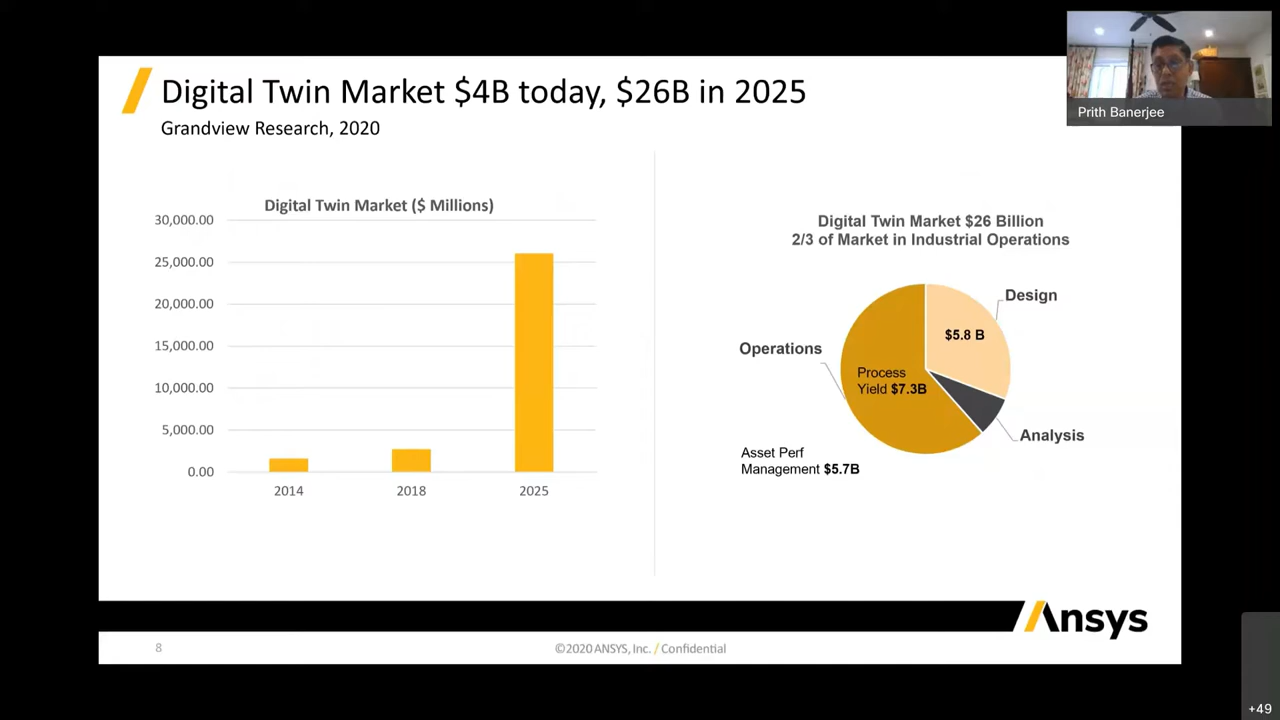 Digital Twin Market $4B today, $26B in 2025
Grandview Research, 2020
Prith Banerjee
Digital Twin Market ($ Millions)
30,000.00
25,000.00
20,000.00
15,000.00
10,000.00
5,000.00
0.00
2014
2018
2025
Digital Twin Market $26 Billion
2/3 of Market in Industrial Operations
Design
$5.8 B
Operations
Process
Yield $7.3B
Analysis
Asset Perf
Management $5.7B
Ansys
8
©2020 ANSYS, Inc. / Confidential
+49